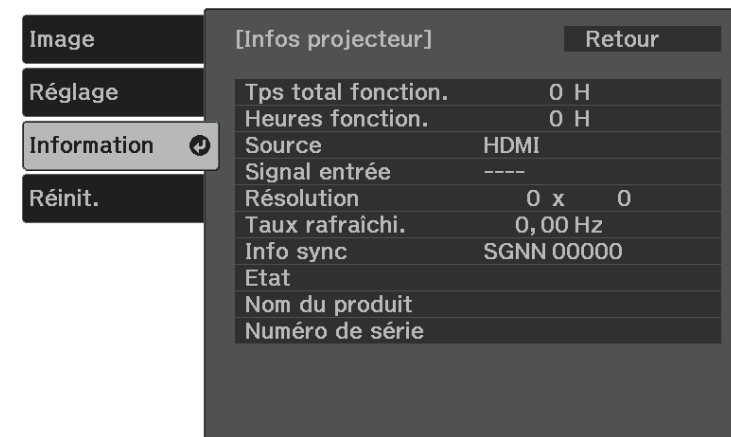 Image
Réglage
Information
Réinit.
[Infos projecteur] Retour
Tps total fonction. 0 H
Heures fonction. 0 H
Source HDMI
Signal entrée ----
Résolution 0 x 0
Taux rafraîchi. 0,00 Hz
Info sync SGNN 00000
Etat
Nom du produit
Numéro de série